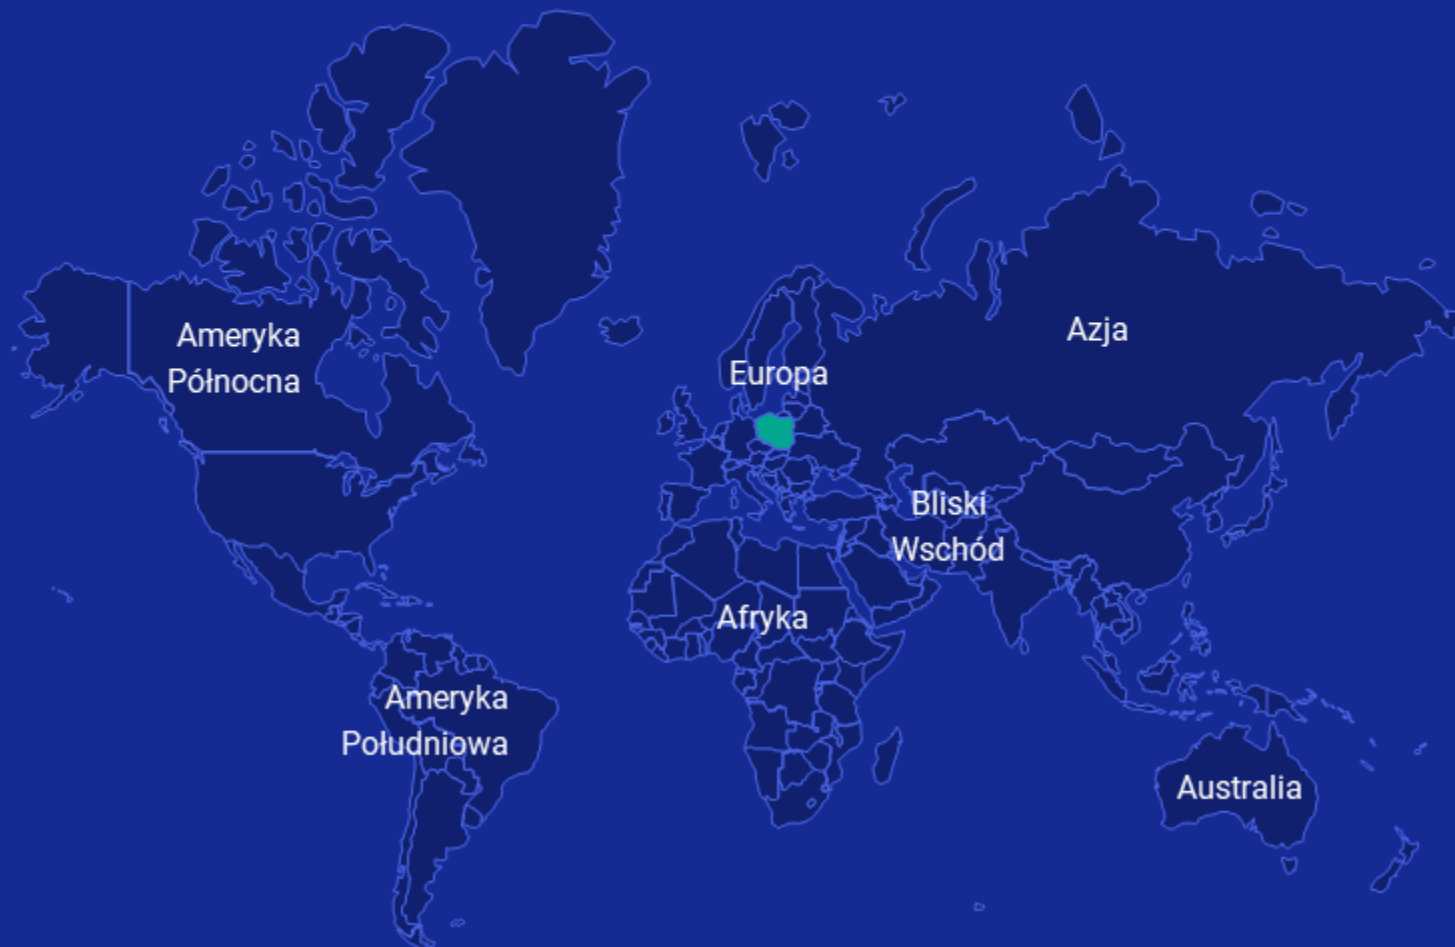 Ameryka
Północna
Europa
Azja
Bliski
Wschód
Afryka
Ameryka
Południowa
Australia